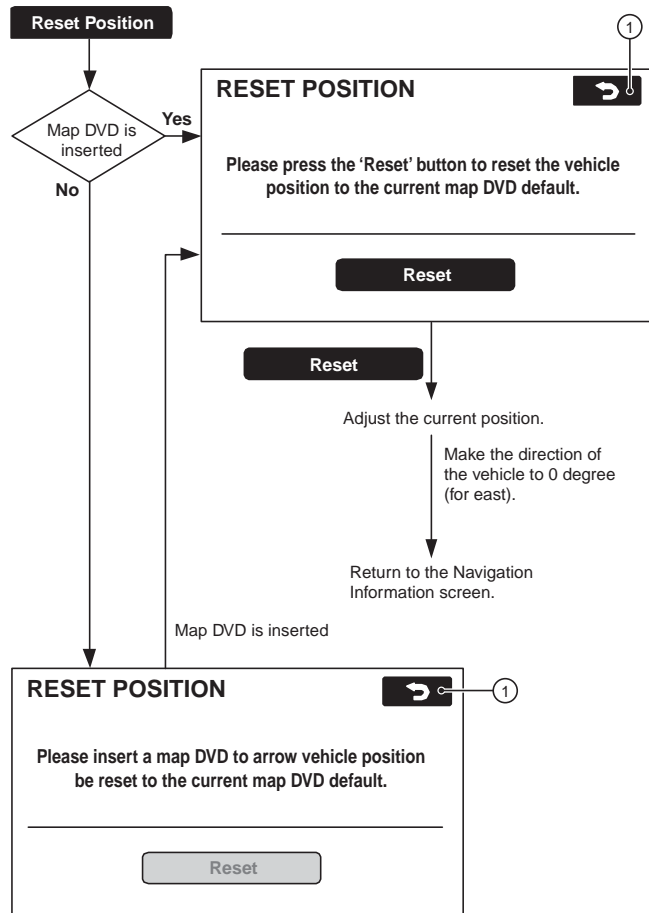 Reset Position
1
Map DVD is
inserted
Yes
No
RESET POSITION
Please press the ‘Reset’ button to reset the vehicle
position to the current map DVD default.
Reset
Reset
Adjust the current position.
Make the direction of
the vehicle to 0 degree
(for east).
Return to the Navigation
Information screen.
Map DVD is inserted
RESET POSITION
1
Please insert a map DVD to arrow vehicle position
be reset to the current map DVD default.
Reset